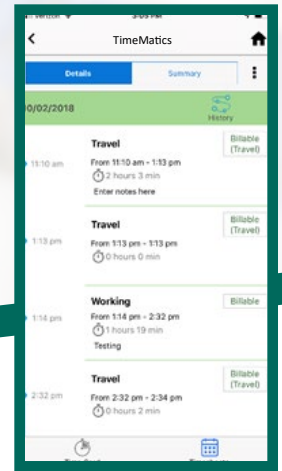 3:05 PM
TimeMatics
Details Summary
10/02/2018
History
Travel
Billable
(Travel)
11:10 am
From 11:10 am - 1:13 pm
2 hours 3 min
Enter notes here
Travel
Billable
(Travel)
1:13 pm
From 1:13 pm - 1:13 pm
0 hours 0 min
Working
Billable
1:14 pm
From 1:14 pm - 2:32 pm
1 hours 19 min
Testing
Travel
Billable
(Travel)
2:32 pm
From 2:32 pm - 2:34 pm
0 hours 2 min